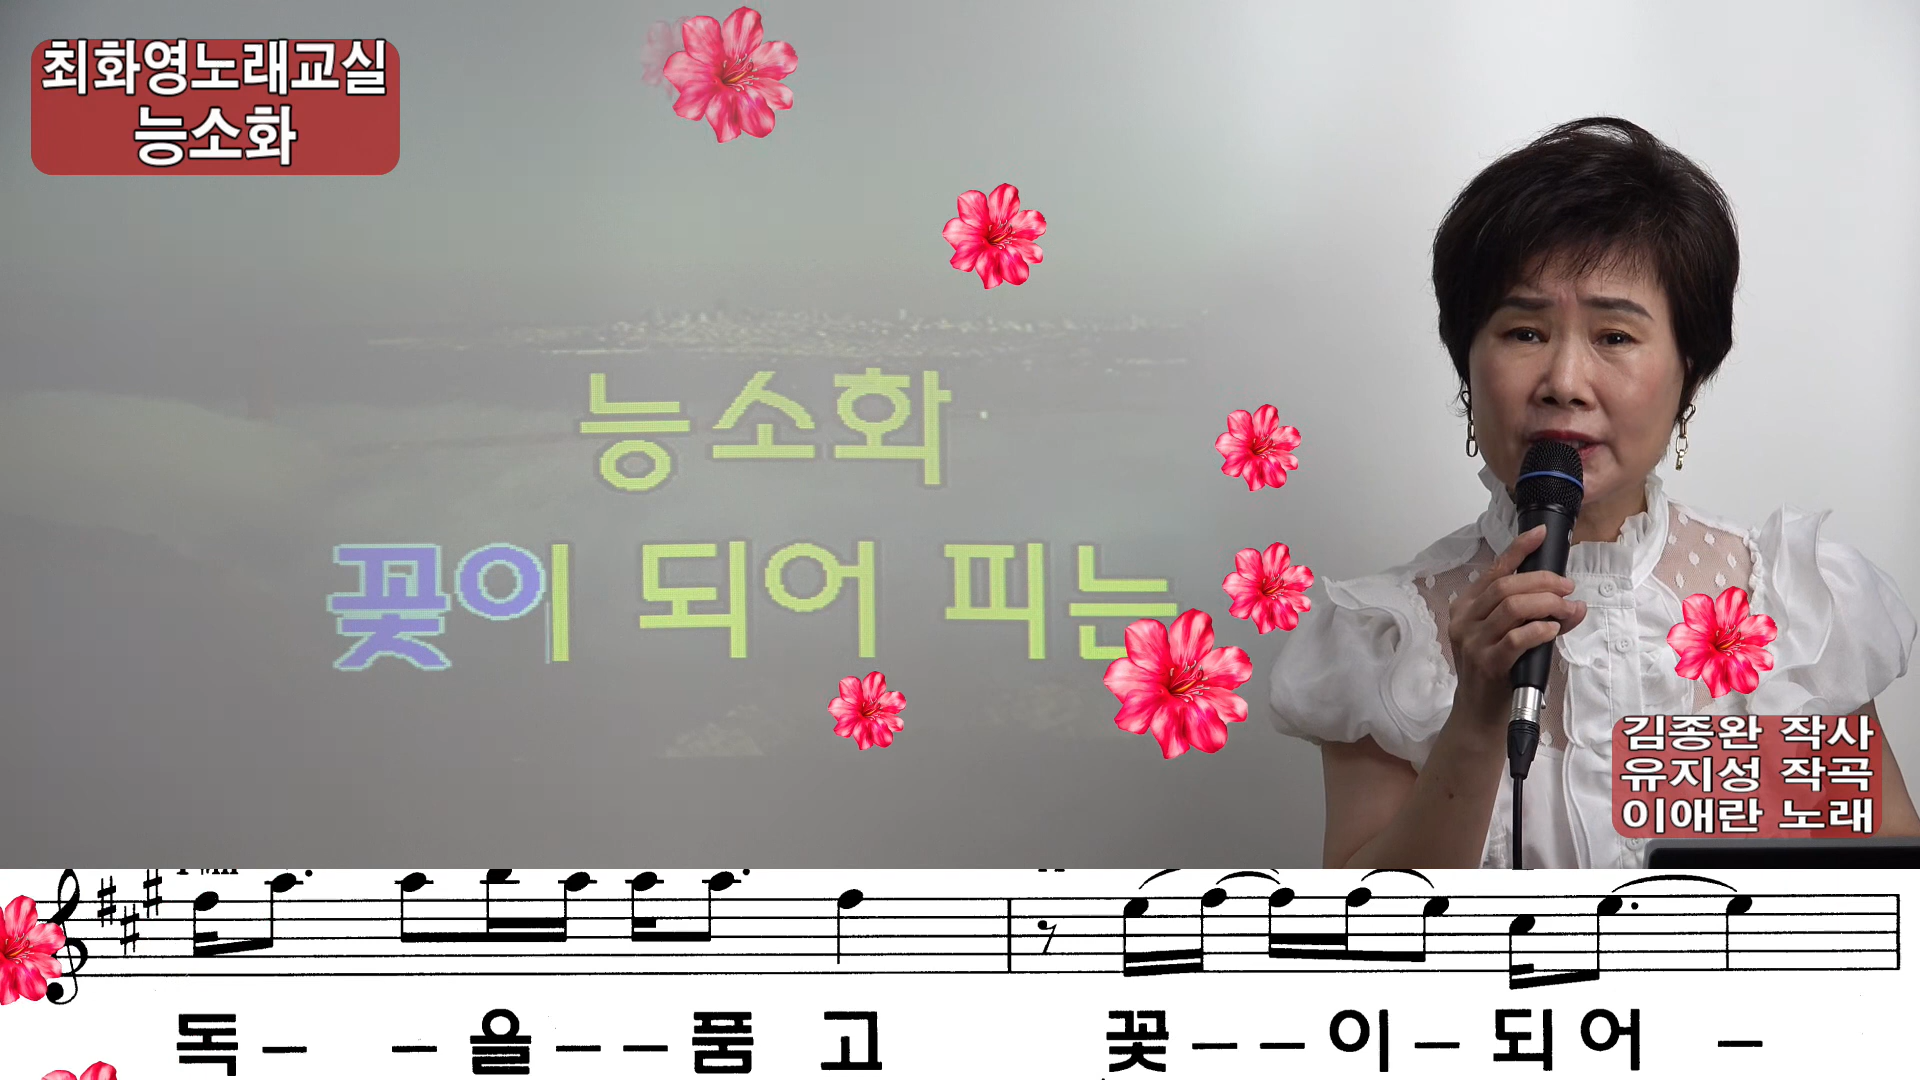 최화영노래교실
능소화
능소화
꽃이 되어 피는
김종완 작사
유지성 작곡
이애란 노래
독 – – 을 – – 품 고 꽃 – – 이 – 되 어 –